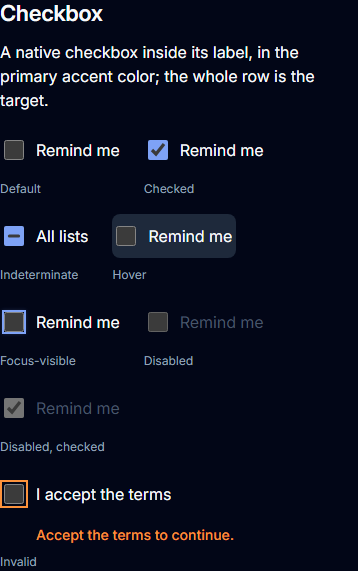 Checkbox
A native checkbox inside its label, in the
primary accent color; the whole row is the
target.
Remind me
Remind me
Default
Checked
All lists
Remind me
Indeterminate
Hover
Remind me
Remind me
Focus-visible
Disabled
Remind me
Disabled, checked
I accept the terms
Accept the terms to continue.
Invalid